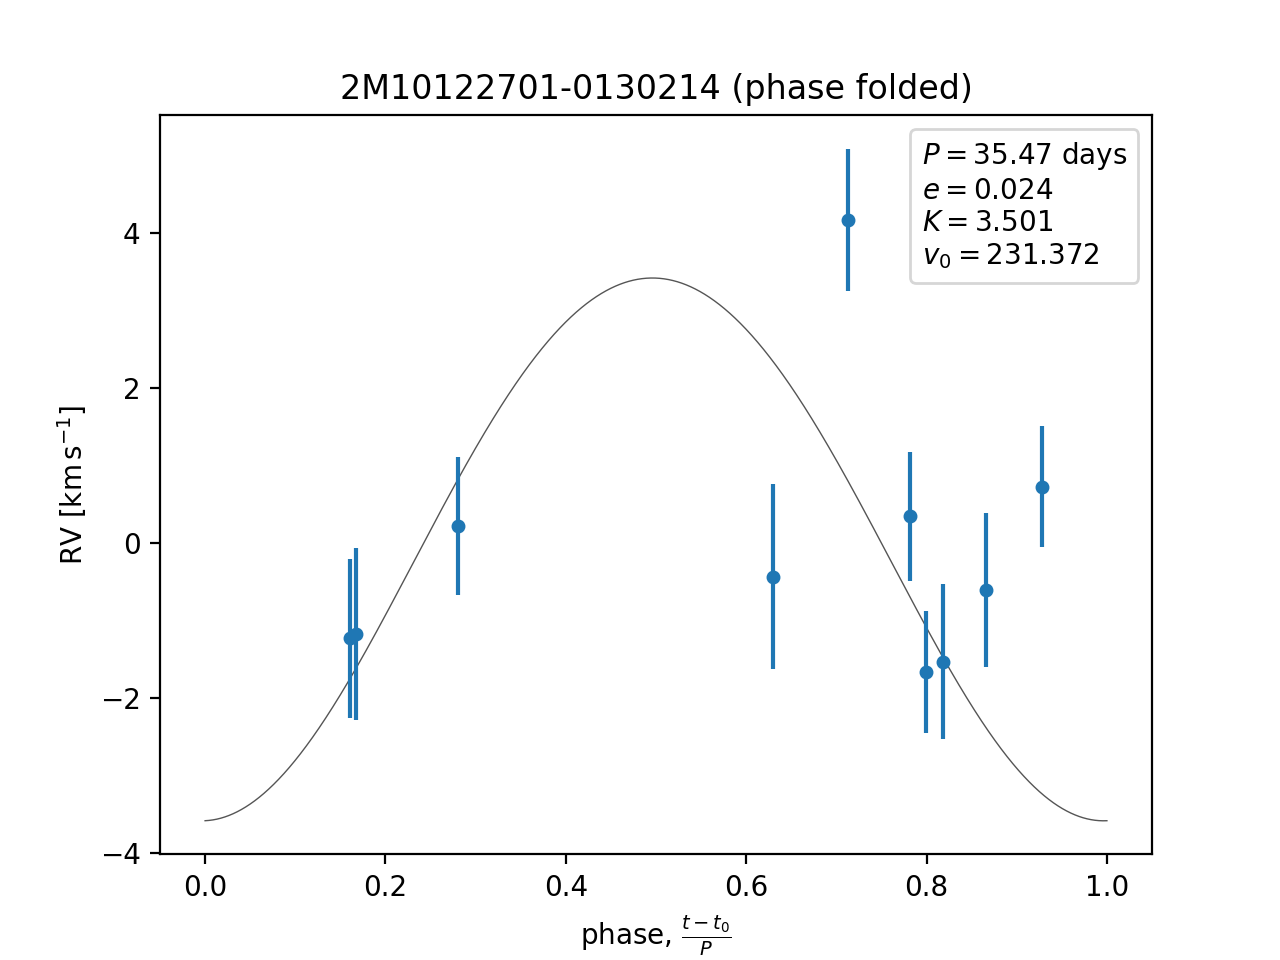 2M10122701-0130214 (phase folded)
P = 35.47 days
e = 0.024
K = 3.501
v₀ = 231.372
4
2
0
−2
−4
RV [km s⁻¹]
0.0 0.2 0.4 0.6 0.8 1.0
phase, (t − t₀)/P